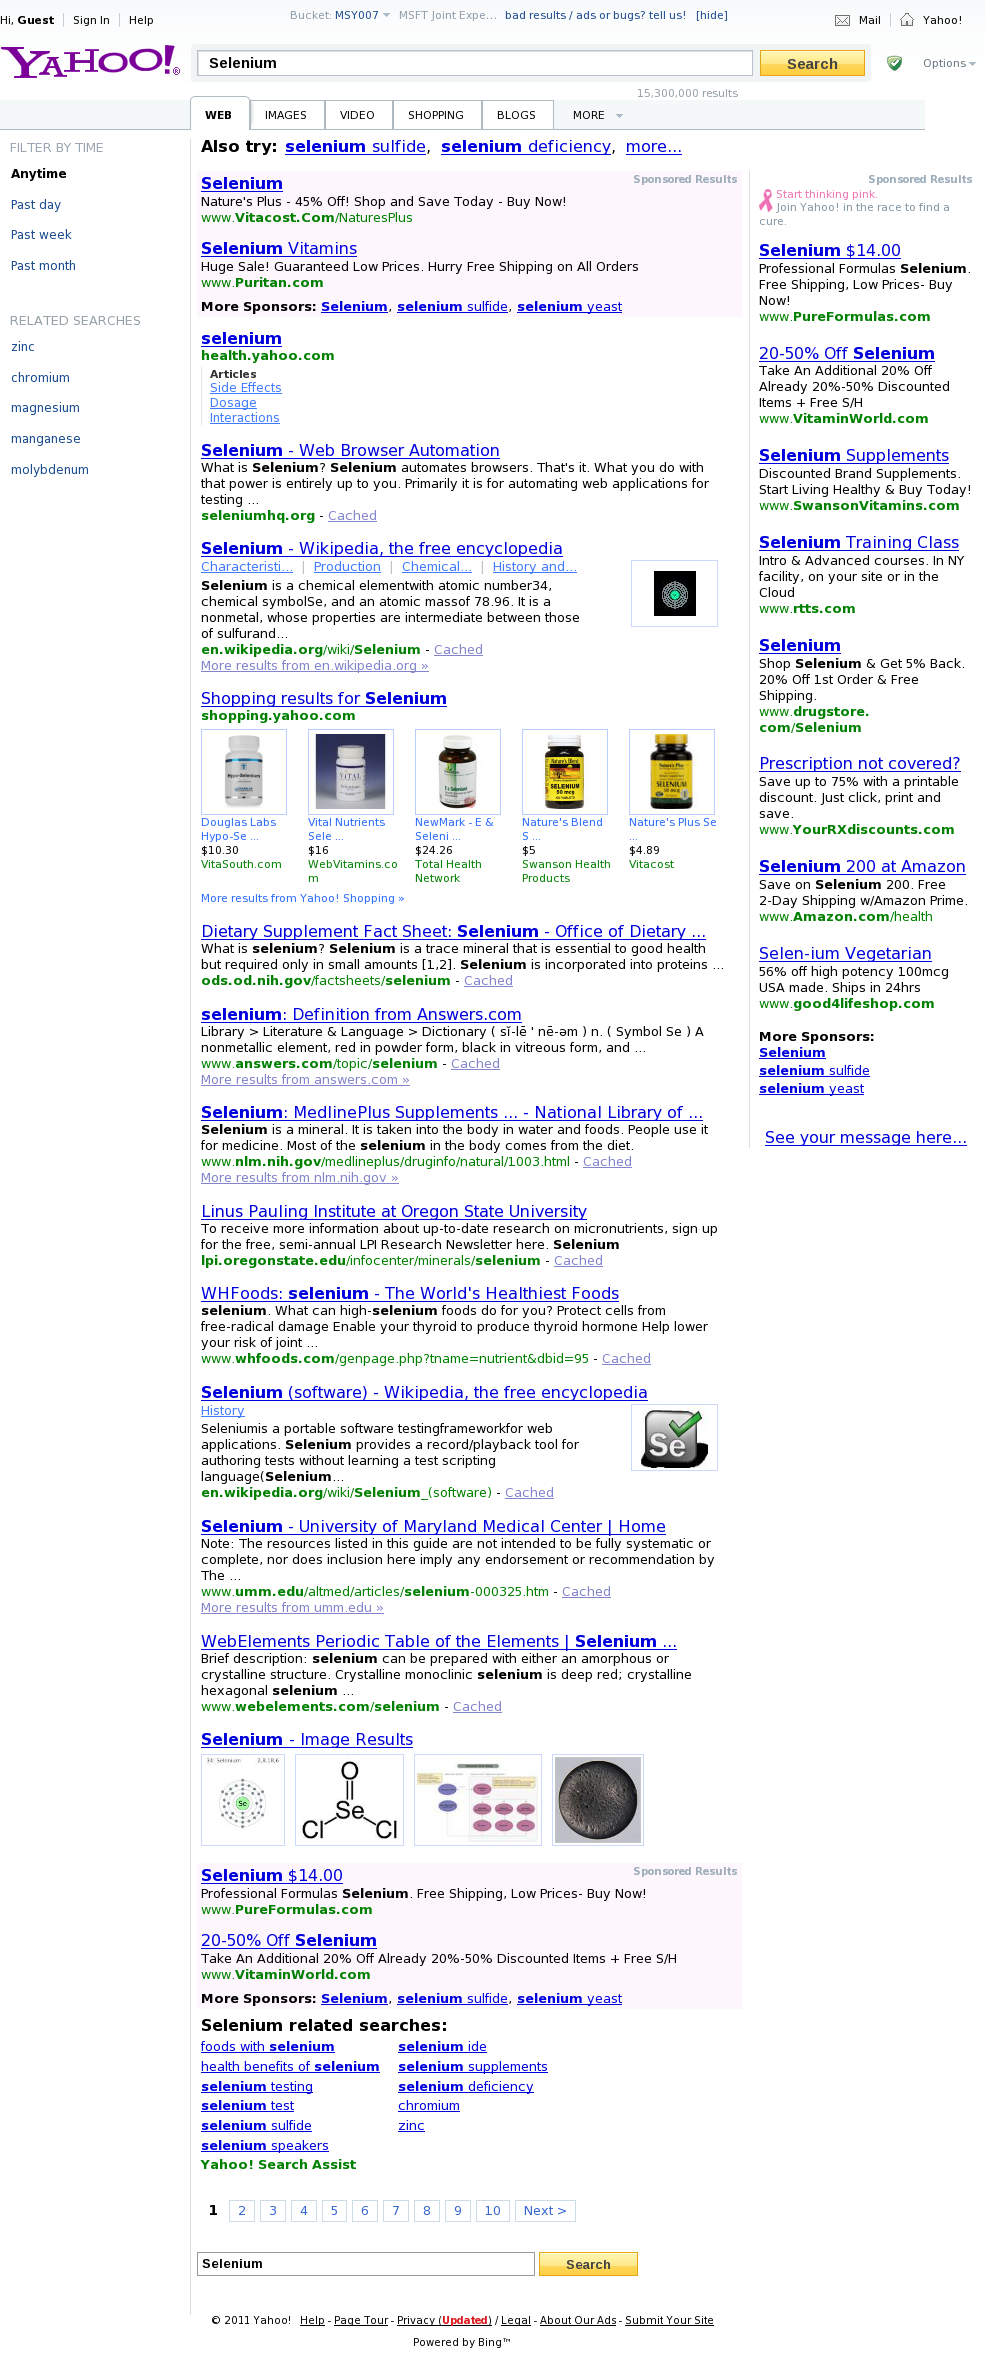 Hi, Guest | Sign In | Help
Bucket: MSY007 MSFT Joint Expe... bad results / ads or bugs? tell us! [hide]
Mail | Yahoo!
YAHOO!®
Selenium
Search
Options
15,300,000 results
WEB IMAGES VIDEO SHOPPING BLOGS MORE
FILTER BY TIME
Anytime
Past day
Past week
Past month
RELATED SEARCHES
zinc
chromium
magnesium
manganese
molybdenum
Also try: selenium sulfide, selenium deficiency, more...
Sponsored Results
Selenium
Nature's Plus - 45% Off! Shop and Save Today - Buy Now!
www.Vitacost.Com/NaturesPlus
Selenium Vitamins
Huge Sale! Guaranteed Low Prices. Hurry Free Shipping on All Orders
www.Puritan.com
More Sponsors: Selenium, selenium sulfide, selenium yeast
selenium
health.yahoo.com
Articles
Side Effects
Dosage
Interactions
Selenium - Web Browser Automation
What is Selenium? Selenium automates browsers. That's it. What you do with
that power is entirely up to you. Primarily it is for automating web applications for
testing ...
seleniumhq.org - Cached
Selenium - Wikipedia, the free encyclopedia
Characteristi... | Production | Chemical... | History and...
Selenium is a chemical elementwith atomic number34,
chemical symbolSe, and an atomic massof 78.96. It is a
nonmetal, whose properties are intermediate between those
of sulfurand...
en.wikipedia.org/wiki/Selenium - Cached
More results from en.wikipedia.org »
Shopping results for Selenium
shopping.yahoo.com
Douglas Labs
Hypo-Se ...
$10.30
VitaSouth.com
Vital Nutrients
Sele ...
$16
WebVitamins.co
m
NewMark - E &
Seleni ...
$24.26
Total Health
Network
Nature's Blend
S ...
$5
Swanson Health
Products
Nature's Plus Se
...
$4.89
Vitacost
More results from Yahoo! Shopping »
Dietary Supplement Fact Sheet: Selenium - Office of Dietary ...
What is selenium? Selenium is a trace mineral that is essential to good health
but required only in small amounts [1,2]. Selenium is incorporated into proteins ...
ods.od.nih.gov/factsheets/selenium - Cached
selenium: Definition from Answers.com
Library > Literature & Language > Dictionary ( sĭ-lē ' nē-əm ) n. ( Symbol Se ) A
nonmetallic element, red in powder form, black in vitreous form, and ...
www.answers.com/topic/selenium - Cached
More results from answers.com »
Selenium: MedlinePlus Supplements ... - National Library of ...
Selenium is a mineral. It is taken into the body in water and foods. People use it
for medicine. Most of the selenium in the body comes from the diet.
www.nlm.nih.gov/medlineplus/druginfo/natural/1003.html - Cached
More results from nlm.nih.gov »
Linus Pauling Institute at Oregon State University
To receive more information about up-to-date research on micronutrients, sign up
for the free, semi-annual LPI Research Newsletter here. Selenium
lpi.oregonstate.edu/infocenter/minerals/selenium - Cached
WHFoods: selenium - The World's Healthiest Foods
selenium. What can high-selenium foods do for you? Protect cells from
free-radical damage Enable your thyroid to produce thyroid hormone Help lower
your risk of joint ...
www.whfoods.com/genpage.php?tname=nutrient&dbid=95 - Cached
Selenium (software) - Wikipedia, the free encyclopedia
History
Seleniumis a portable software testingframeworkfor web
applications. Selenium provides a record/playback tool for
authoring tests without learning a test scripting
language(Selenium...
en.wikipedia.org/wiki/Selenium_(software) - Cached
Se
Selenium - University of Maryland Medical Center | Home
Note: The resources listed in this guide are not intended to be fully systematic or
complete, nor does inclusion here imply any endorsement or recommendation by
The ...
www.umm.edu/altmed/articles/selenium-000325.htm - Cached
More results from umm.edu »
WebElements Periodic Table of the Elements | Selenium ...
Brief description: selenium can be prepared with either an amorphous or
crystalline structure. Crystalline monoclinic selenium is deep red; crystalline
hexagonal selenium ...
www.webelements.com/selenium - Cached
Selenium - Image Results
34: Selenium 2,8,18,6
Se
O
Se
Cl Cl
Sponsored Results
Selenium $14.00
Professional Formulas Selenium. Free Shipping, Low Prices- Buy Now!
www.PureFormulas.com
20-50% Off Selenium
Take An Additional 20% Off Already 20%-50% Discounted Items + Free S/H
www.VitaminWorld.com
More Sponsors: Selenium, selenium sulfide, selenium yeast
Selenium related searches:
foods with selenium
health benefits of selenium
selenium testing
selenium test
selenium sulfide
selenium speakers
selenium ide
selenium supplements
selenium deficiency
chromium
zinc
Yahoo! Search Assist
1 2 3 4 5 6 7 8 9 10 Next >
Selenium
Search
Sponsored Results
Start thinking pink.
Join Yahoo! in the race to find a
cure.
Selenium $14.00
Professional Formulas Selenium.
Free Shipping, Low Prices- Buy
Now!
www.PureFormulas.com
20-50% Off Selenium
Take An Additional 20% Off
Already 20%-50% Discounted
Items + Free S/H
www.VitaminWorld.com
Selenium Supplements
Discounted Brand Supplements.
Start Living Healthy & Buy Today!
www.SwansonVitamins.com
Selenium Training Class
Intro & Advanced courses. In NY
facility, on your site or in the
Cloud
www.rtts.com
Selenium
Shop Selenium & Get 5% Back.
20% Off 1st Order & Free
Shipping.
www.drugstore.
com/Selenium
Prescription not covered?
Save up to 75% with a printable
discount. Just click, print and
save.
www.YourRXdiscounts.com
Selenium 200 at Amazon
Save on Selenium 200. Free
2-Day Shipping w/Amazon Prime.
www.Amazon.com/health
Selen-ium Vegetarian
56% off high potency 100mcg
USA made. Ships in 24hrs
www.good4lifeshop.com
More Sponsors:
Selenium
selenium sulfide
selenium yeast
See your message here...
© 2011 Yahoo! Help - Page Tour - Privacy (Updated) / Legal - About Our Ads - Submit Your Site
Powered by Bing™